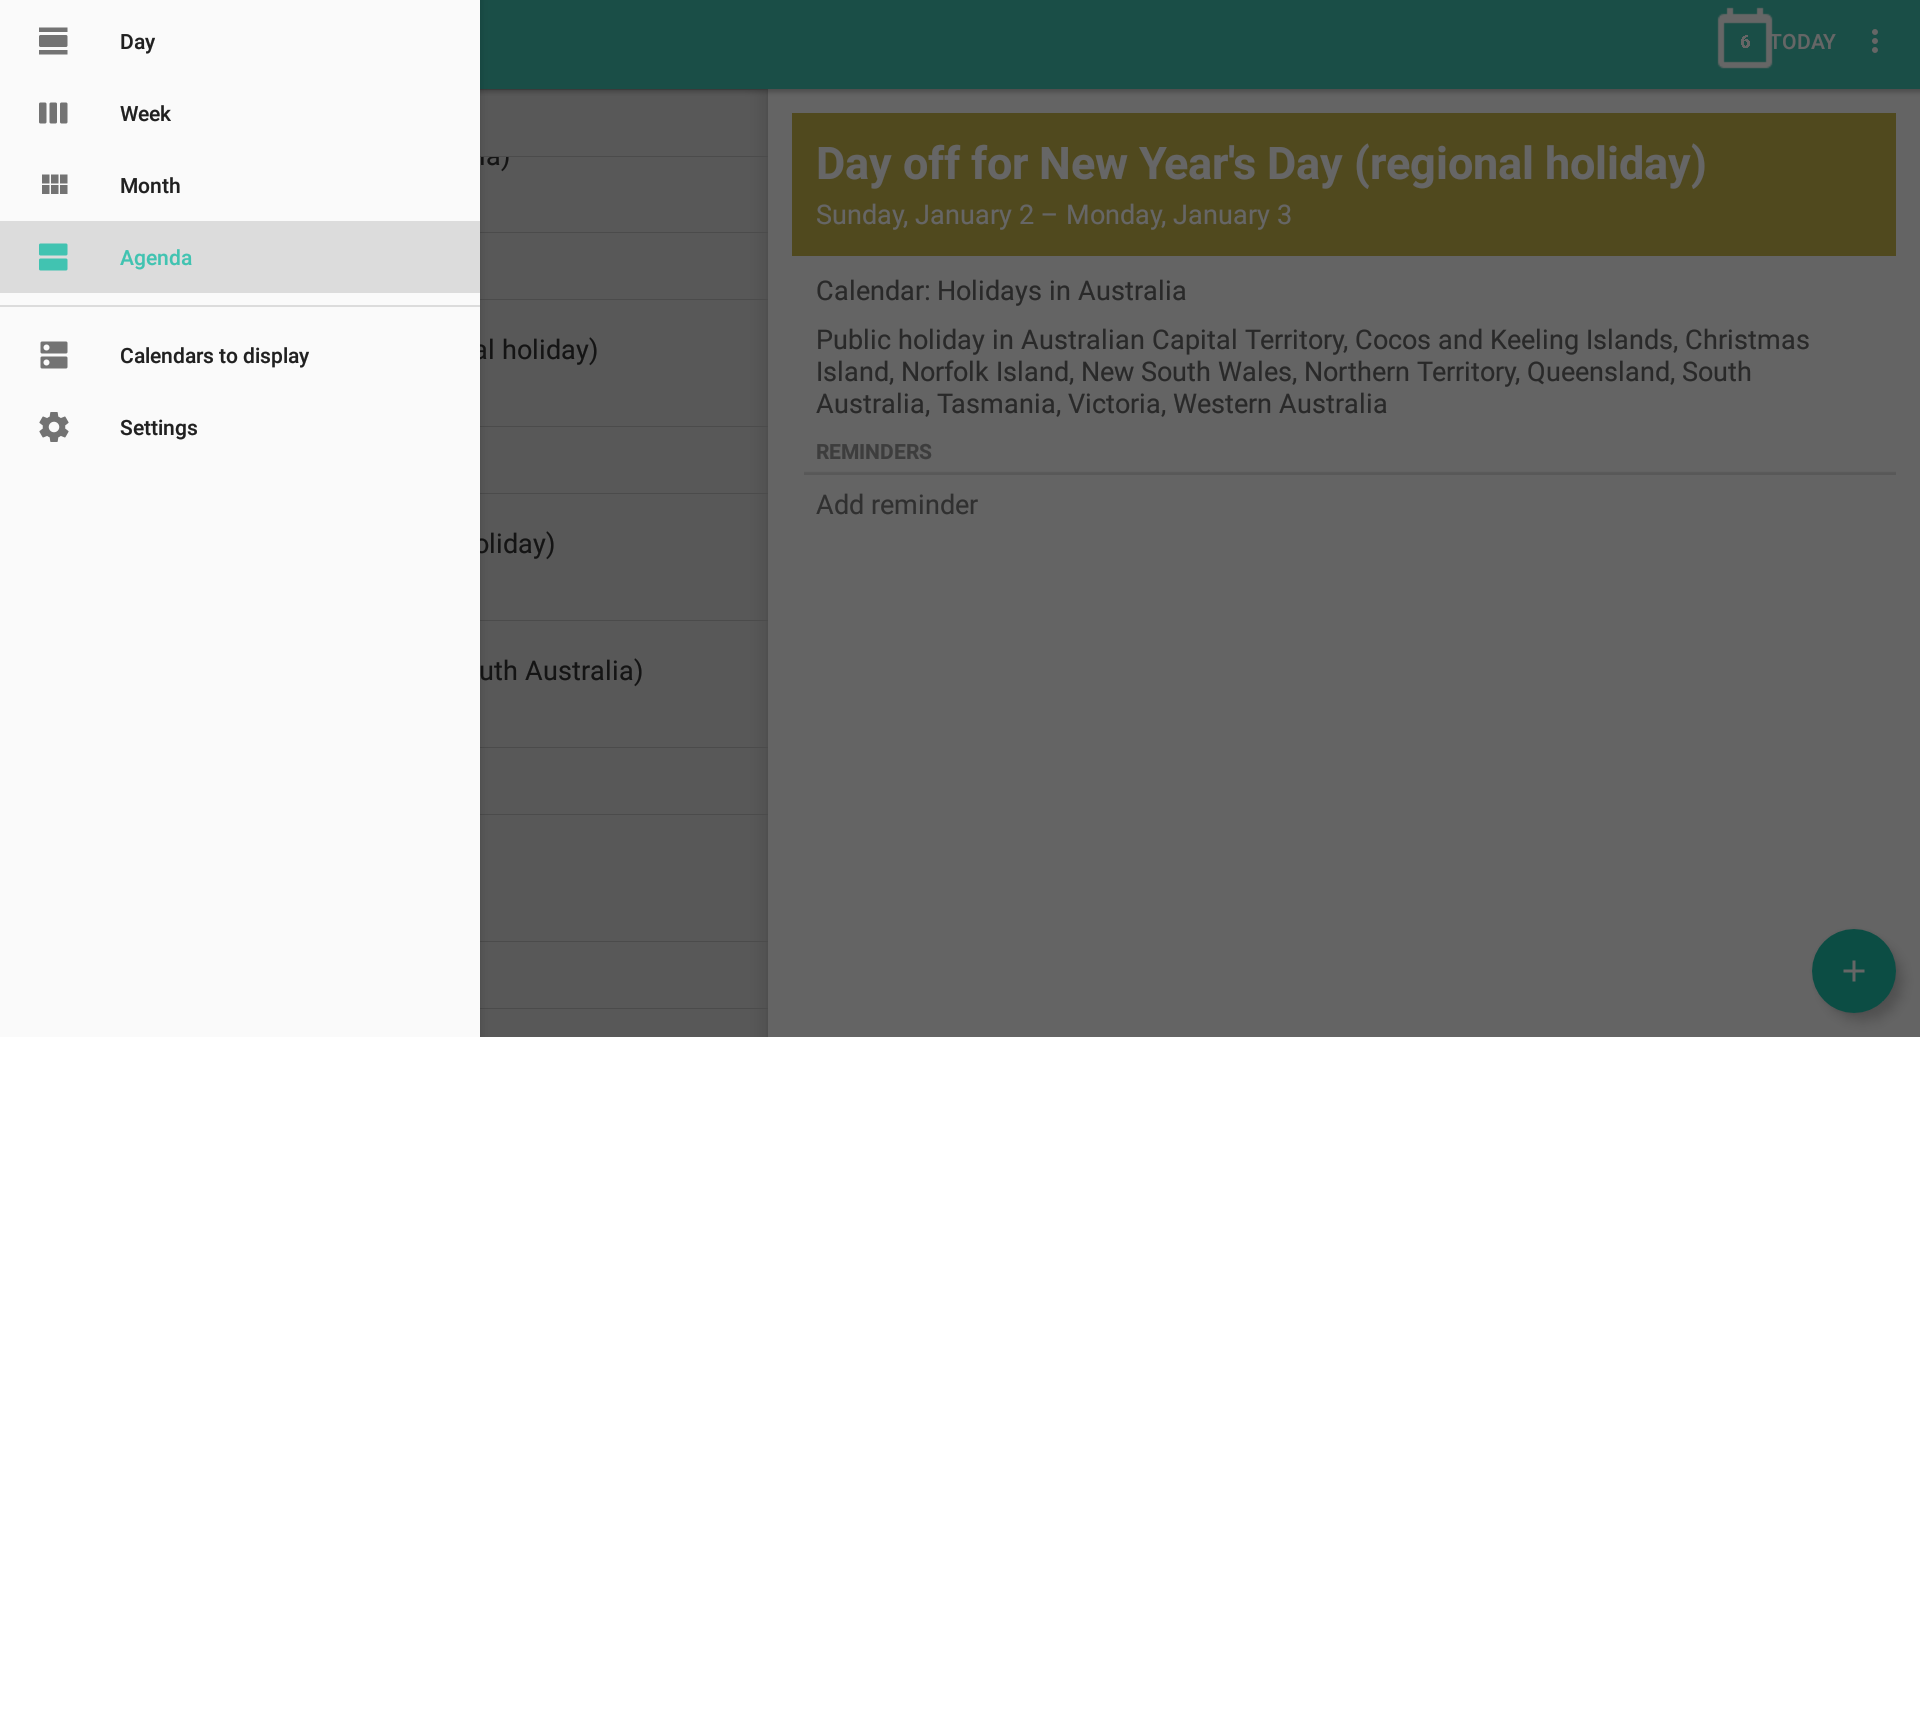 Day
Week
Month
Agenda
Calendars to display
Settings
al holiday)
oliday)
uth Australia)
6 TODAY
Day off for New Year's Day (regional holiday)
Sunday, January 2 – Monday, January 3
Calendar: Holidays in Australia
Public holiday in Australian Capital Territory, Cocos and Keeling Islands, Christmas
Island, Norfolk Island, New South Wales, Northern Territory, Queensland, South
Australia, Tasmania, Victoria, Western Australia
REMINDERS
Add reminder